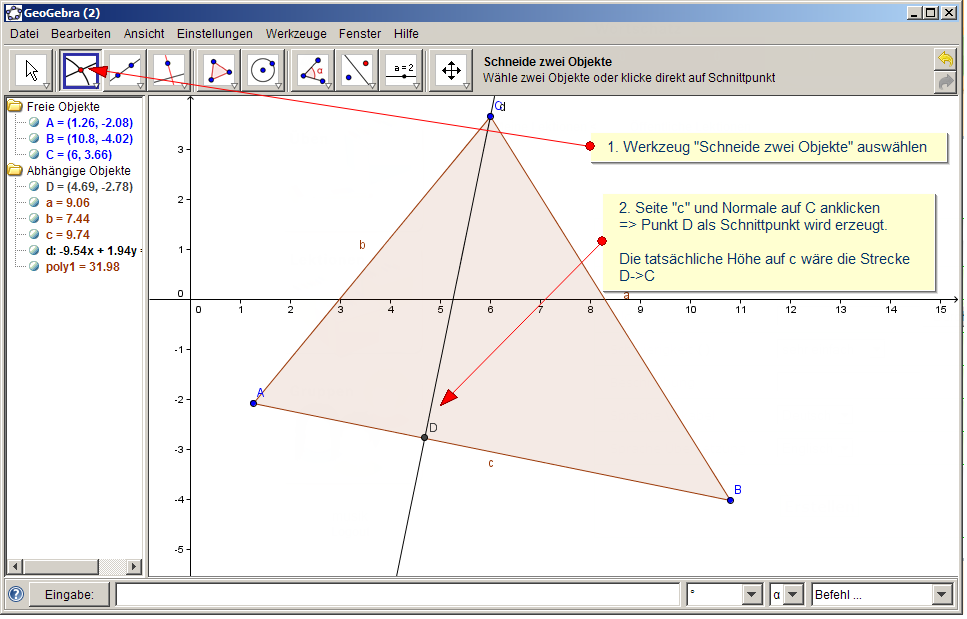 GeoGebra (2)
Datei Bearbeiten Ansicht Einstellungen Werkzeuge Fenster Hilfe
a = 2
α
Schneide zwei Objekte
Wähle zwei Objekte oder klicke direkt auf Schnittpunkt
Freie Objekte
A = (1.26, -2.08)
B = (10.8, -4.02)
C = (6, 3.66)
Abhängige Objekte
D = (4.69, -2.78)
a = 9.06
b = 7.44
c = 9.74
d: -9.54x + 1.94y =
poly1 = 31.98
C d
1. Werkzeug "Schneide zwei Objekte" auswählen
2. Seite "c" und Normale auf C anklicken
=> Punkt D als Schnittpunkt wird erzeugt.
Die tatsächliche Höhe auf c wäre die Strecke
D->C
3
2
1
0
-1
-2
-3
-4
-5
0 1 2 3 4 5 6 7 8 9 10 11 12 13 14 15
b
a
A
D
c
B
Eingabe:
°
α
Befehl ...